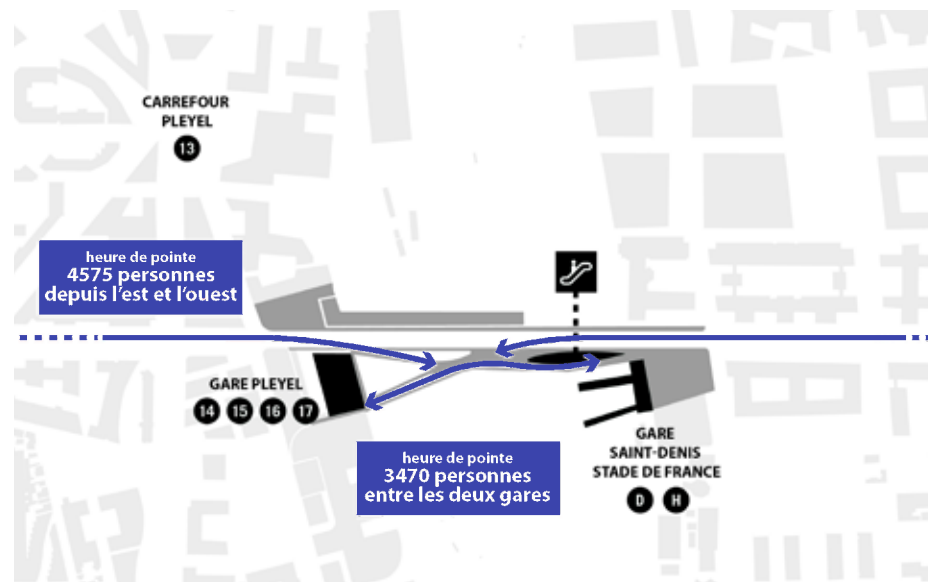 CARREFOUR
PLEYEL
13
heure de pointe
4575 personnes
depuis l'est et l'ouest
GARE PLEYEL
14 15 16 17
heure de pointe
3470 personnes
entre les deux gares
GARE
SAINT-DENIS
STADE DE FRANCE
D H